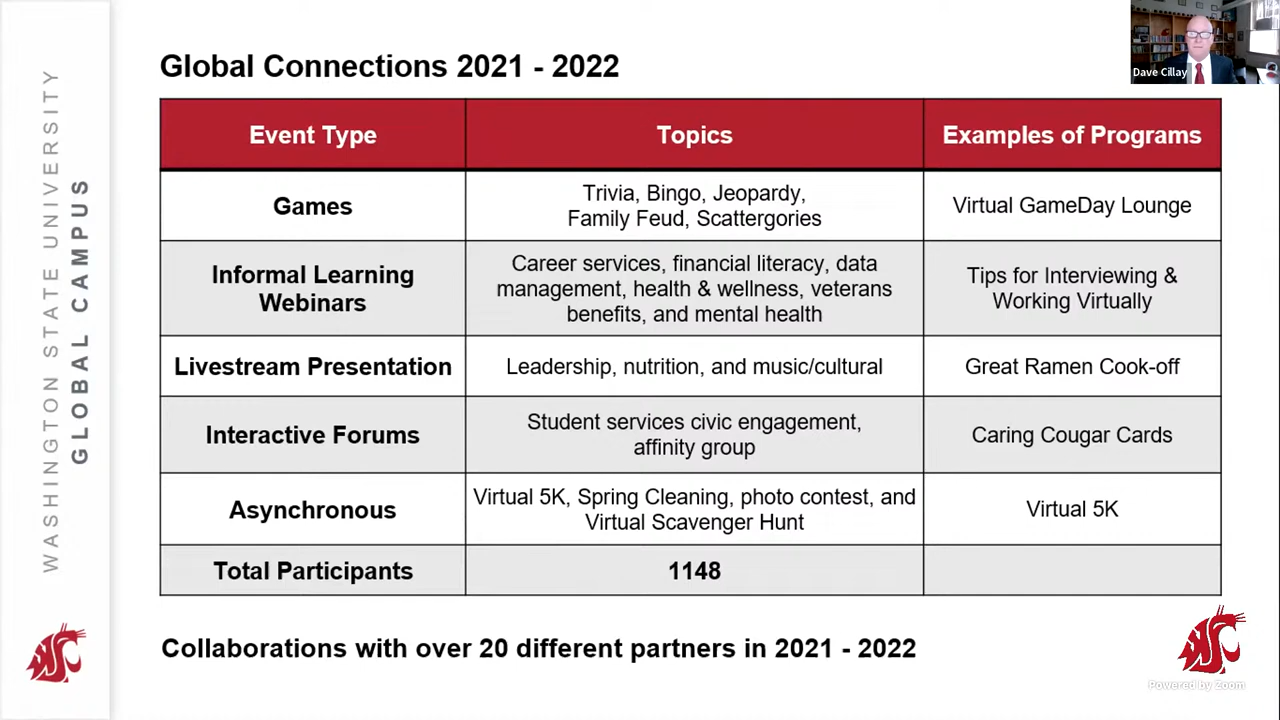 WASHINGTON STATE UNIVERSITY
GLOBAL CAMPUS
Global Connections 2021 - 2022
Dave Cillay
Event Type
Topics
Examples of Programs
Games
Trivia, Bingo, Jeopardy,
Family Feud, Scattergories
Virtual GameDay Lounge
Informal Learning
Webinars
Career services, financial literacy, data
management, health & wellness, veterans
benefits, and mental health
Tips for Interviewing &
Working Virtually
Livestream Presentation
Leadership, nutrition, and music/cultural
Great Ramen Cook-off
Interactive Forums
Student services civic engagement,
affinity group
Caring Cougar Cards
Asynchronous
Virtual 5K, Spring Cleaning, photo contest, and
Virtual Scavenger Hunt
Virtual 5K
Total Participants
1148
Collaborations with over 20 different partners in 2021 - 2022
Powered by Zoom